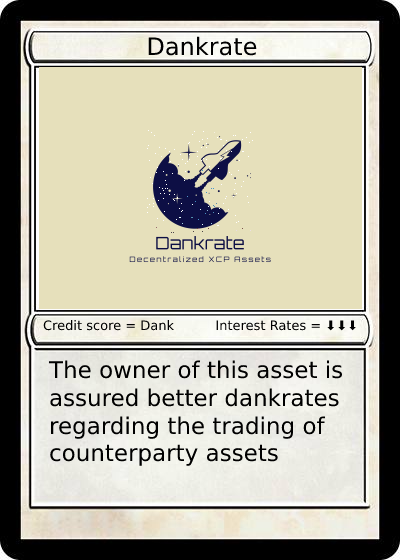 Dankrate
Dankrate
Decentralized XCP Assets
Credit score = Dank Interest Rates = ⬇⬇⬇
The owner of this asset is
assured better dankrates
regarding the trading of
counterparty assets